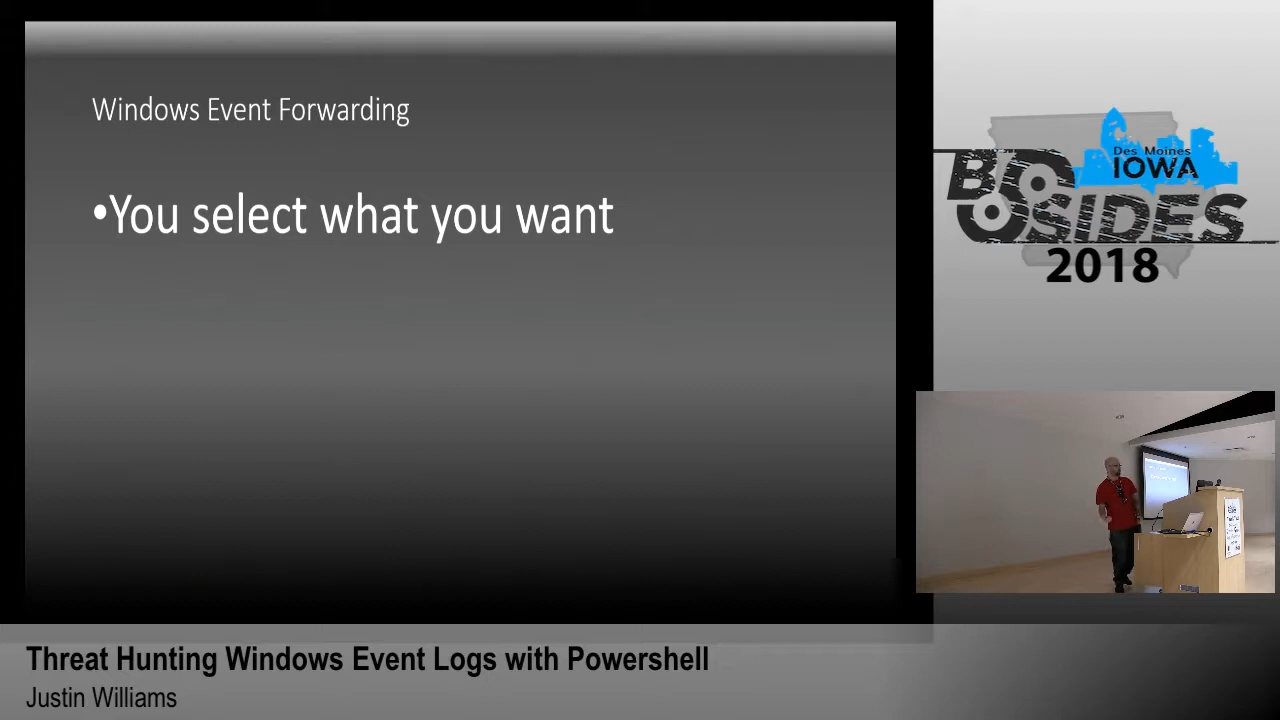 Windows Event Forwarding
•You select what you want
Des Moines
IOWA
BSIDES
2018
Threat Hunting Windows Event Logs with Powershell
Justin Williams